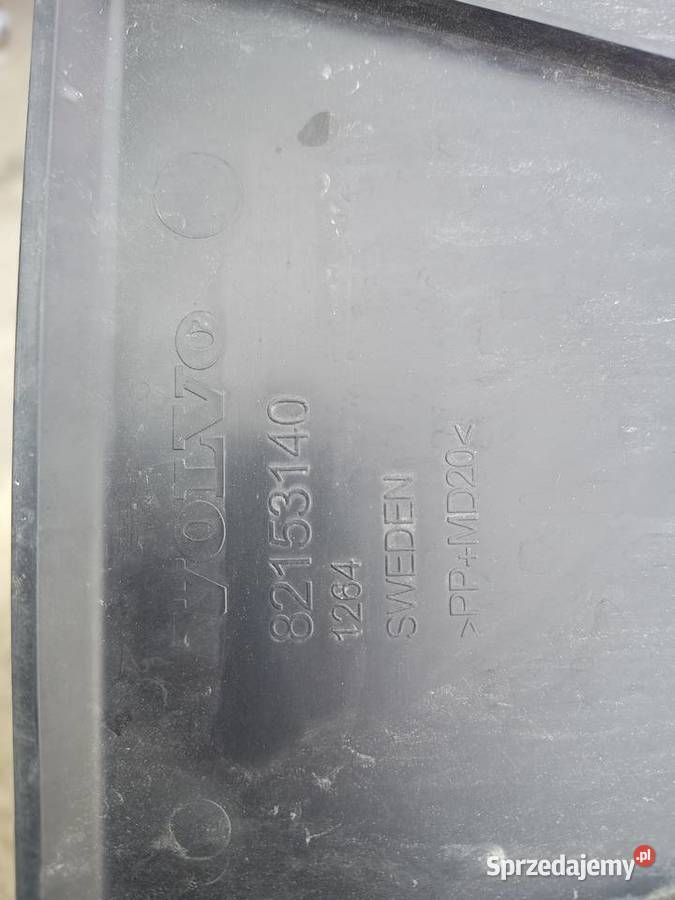 VOLVO
82153140
1264
SWEDEN
>PP+MD20<
Sprzedajemy.pl